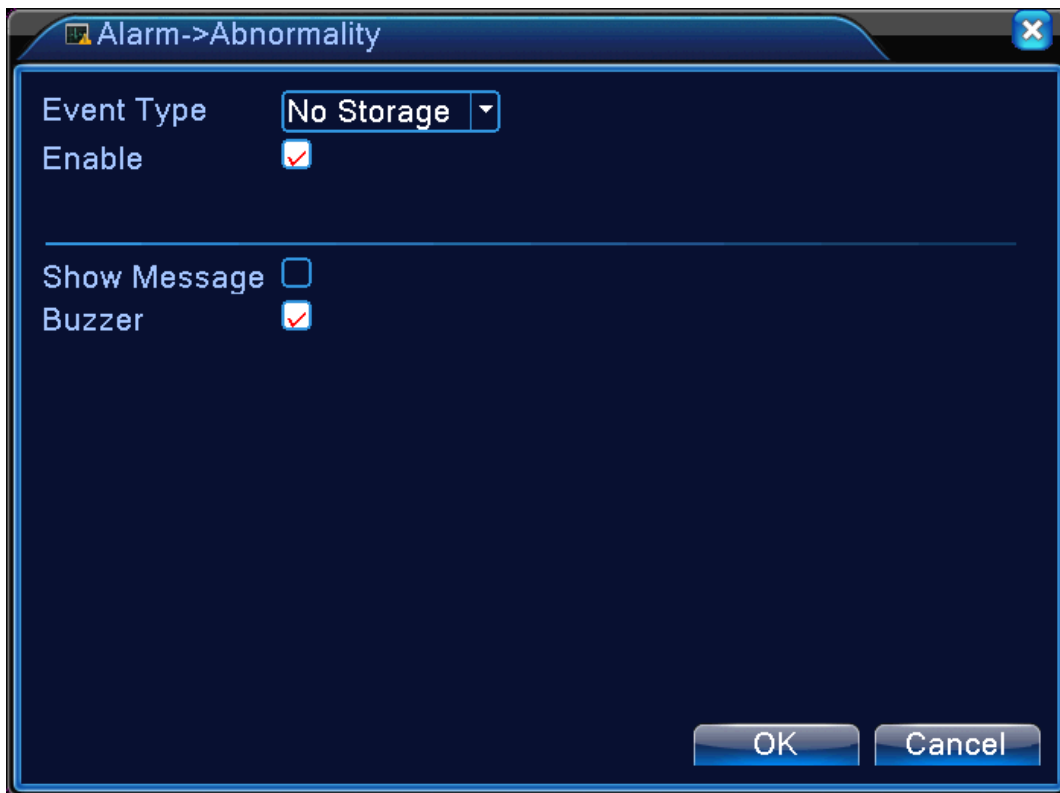 Alarm->Abnormality
Event Type No Storage
Enable
Show Message
Buzzer
OK Cancel